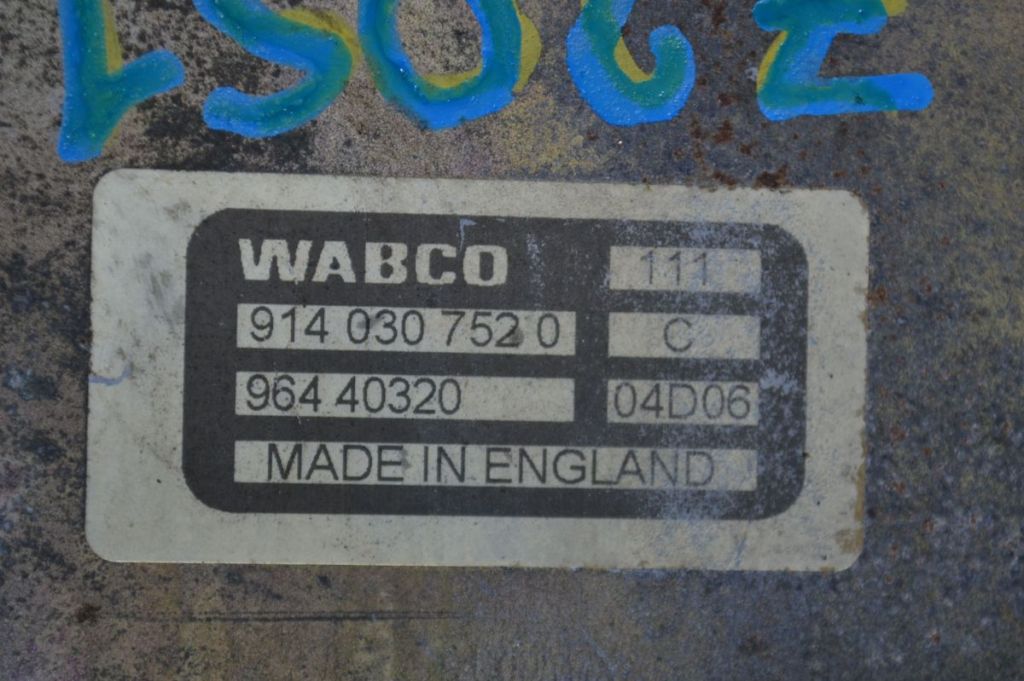 WABCO 111
914 030 752 0 C
964 40320 04D06
MADE IN ENGLAND